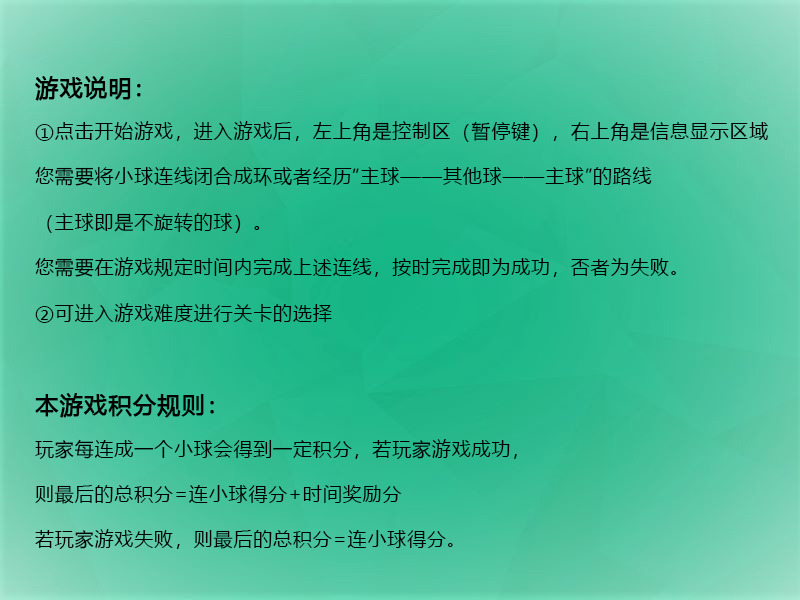 游戏说明：
①点击开始游戏，进入游戏后，左上角是控制区（暂停键），右上角是信息显示区域
您需要将小球连线闭合成环或者经历“主球——其他球——主球”的路线
（主球即是不旋转的球）。
您需要在游戏规定时间内完成上述连线，按时完成即为成功，否者为失败。
②可进入游戏难度进行关卡的选择
本游戏积分规则：
玩家每连成一个小球会得到一定积分，若玩家游戏成功，
则最后的总积分=连小球得分+时间奖励分
若玩家游戏失败，则最后的总积分=连小球得分。